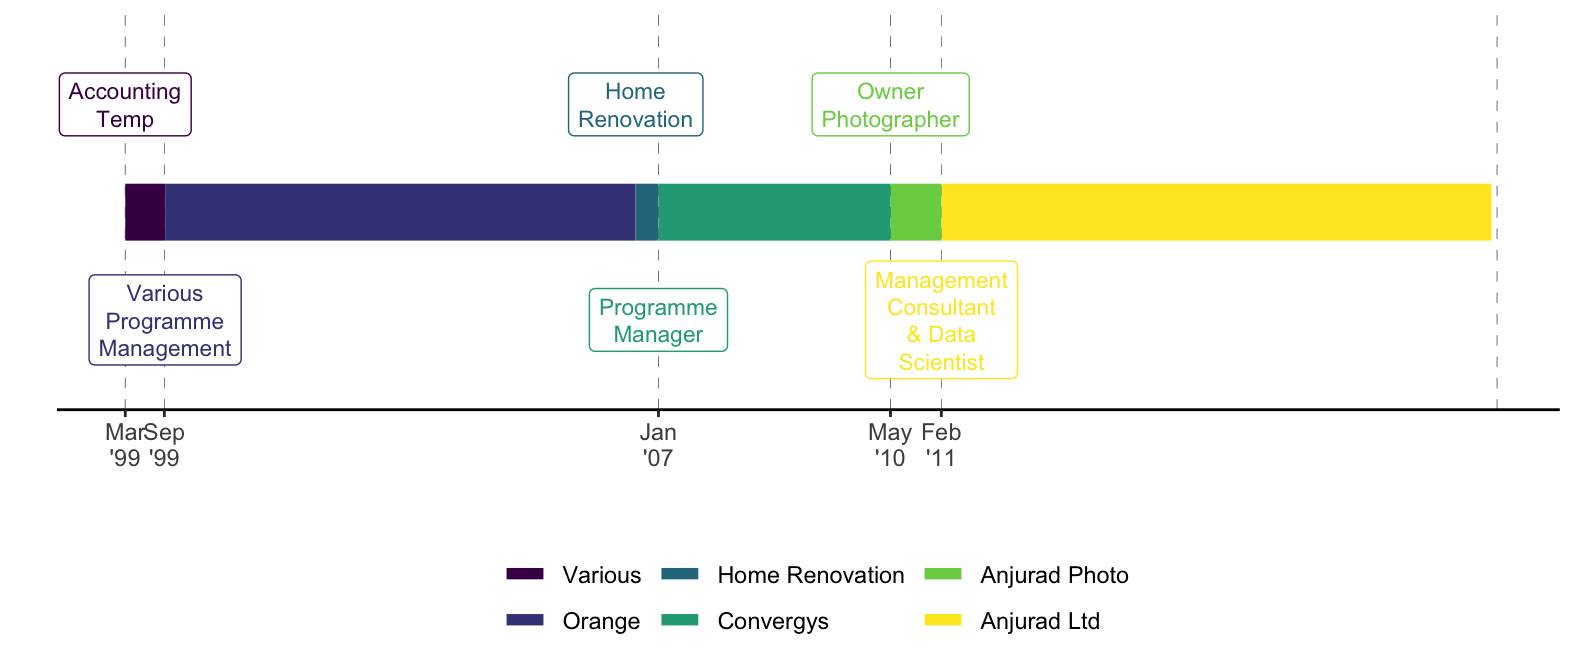 Accounting
Temp
Home
Renovation
Owner
Photographer
Various
Programme
Management
Programme
Manager
Management
Consultant
& Data
Scientist
Mar
'99
Sep
'99
Jan
'07
May
'10
Feb
'11
Various
Home Renovation
Anjurad Photo
Orange
Convergys
Anjurad Ltd